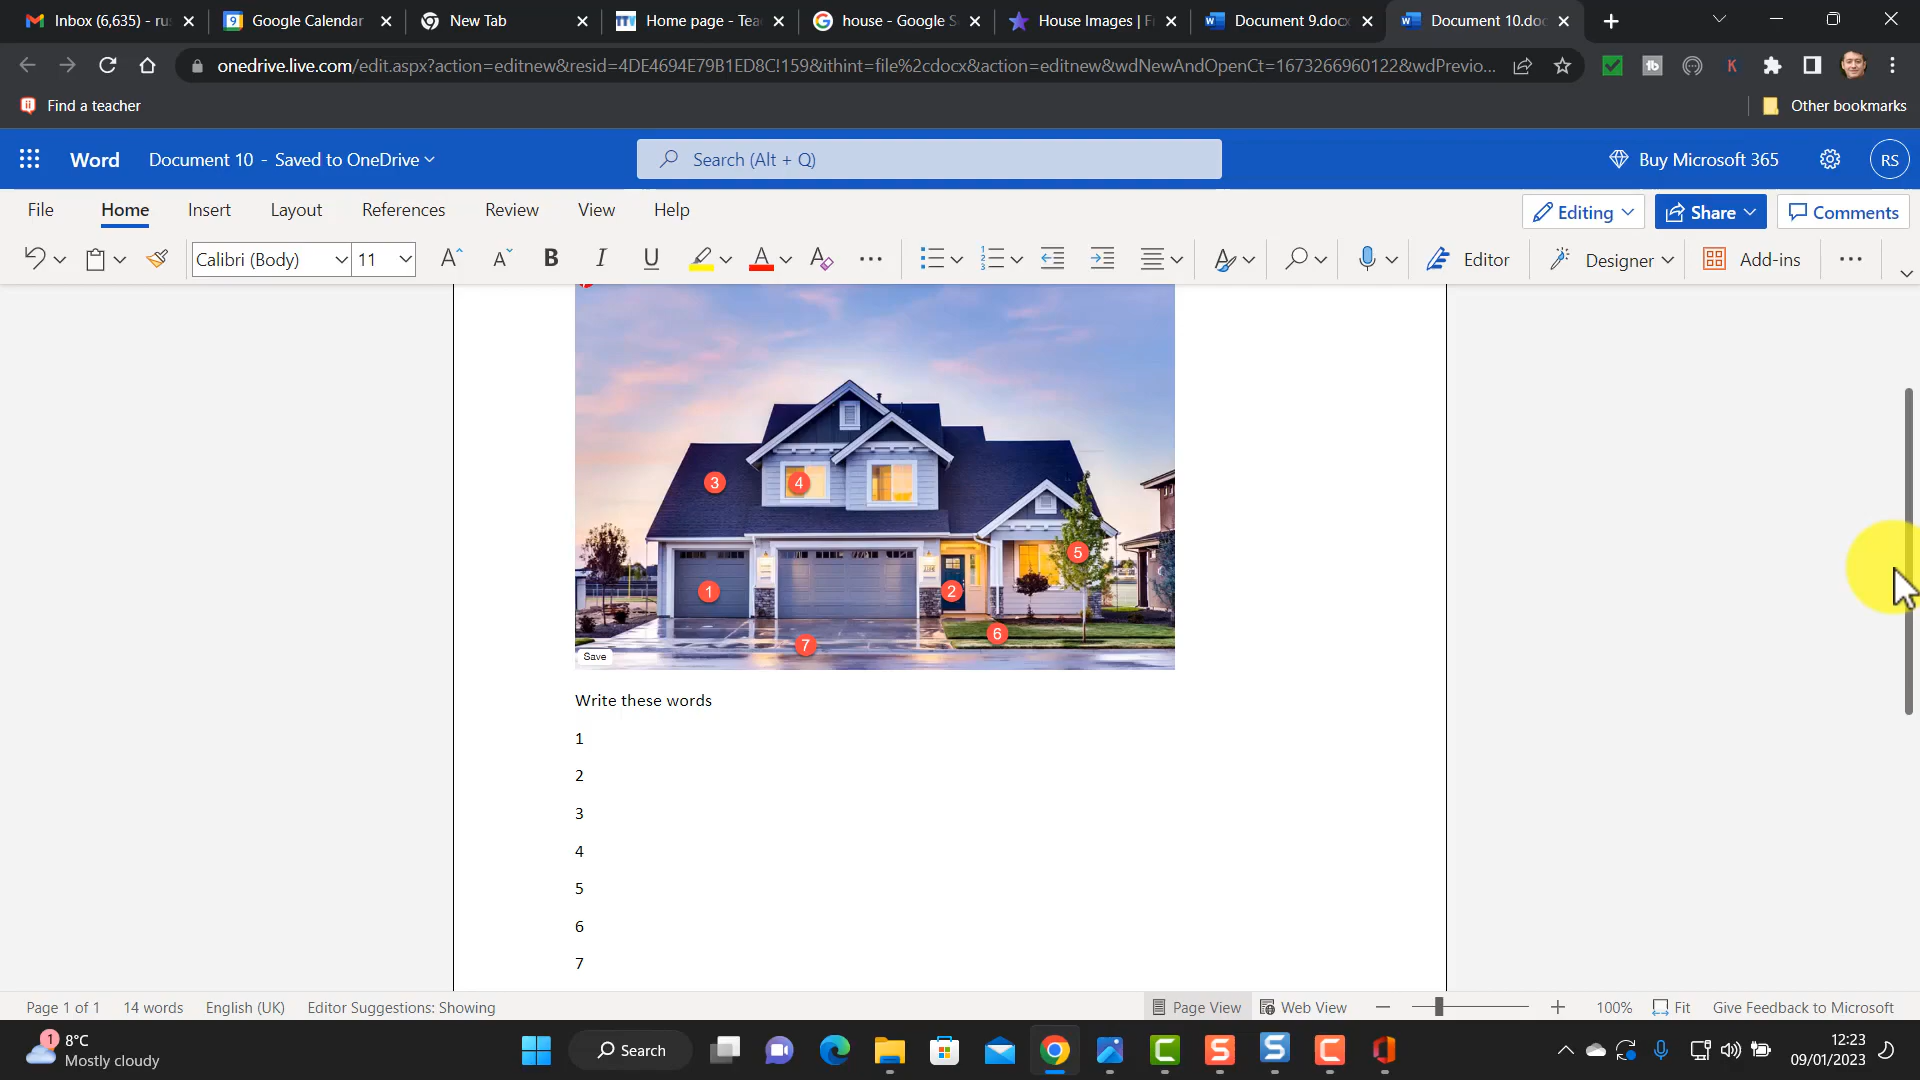 Inbox (6,635) - ru
Google Calendar
New Tab
Home page - Tea
house - Google S
House Images | F
Document 9.docx
Document 10.doc
onedrive.live.com/edit.aspx?action=editnew&resid=4DE4694E79B1ED8C!159&ithint=file%2cdocx&action=editnew&wdNewAndOpenCt=1673266960122&wdPrevio...
Find a teacher
Other bookmarks
Word
Document 10 - Saved to OneDrive
Search (Alt + Q)
Buy Microsoft 365
RS
File
Home
Insert
Layout
References
Review
View
Help
Editing
Share
Comments
Calibri (Body)
11
Editor
Designer
Add-ins
3
4
5
1
2
6
7
Save
Write these words
1
2
3
4
5
6
7
Page 1 of 1
14 words
English (UK)
Editor Suggestions: Showing
Page View
Web View
100%
Fit
Give Feedback to Microsoft
1
8°C
Mostly cloudy
Search
12:23
09/01/2023